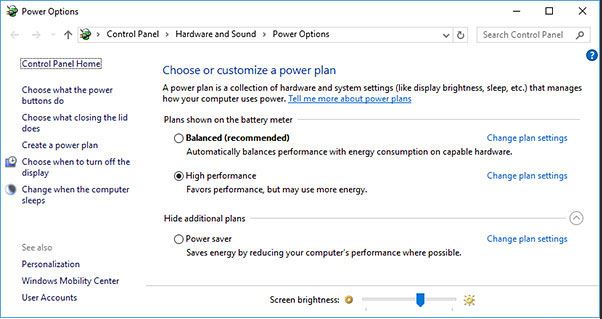 Power Options
Control Panel > Hardware and Sound > Power Options
Search Control Panel
Control Panel Home
Choose what the power
buttons do
Choose what closing the lid
does
Create a power plan
Choose when to turn off the
display
Change when the computer
sleeps
See also
Personalization
Windows Mobility Center
User Accounts
Choose or customize a power plan
A power plan is a collection of hardware and system settings (like display brightness, sleep, etc.) that manages
how your computer uses power. Tell me more about power plans
Plans shown on the battery meter
Balanced (recommended) Change plan settings
Automatically balances performance with energy consumption on capable hardware.
High performance Change plan settings
Favors performance, but may use more energy.
Hide additional plans
Power saver Change plan settings
Saves energy by reducing your computer's performance where possible.
Screen brightness: